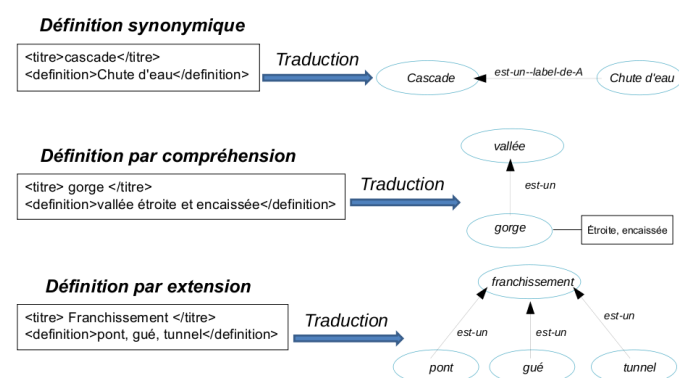 Définition synonymique
<titre>cascade</titre>
<definition>Chute d'eau</definition>
Traduction
Cascade
est-un--label-de-A
Chute d'eau
Définition par compréhension
<titre> gorge </titre>
<definition>vallée étroite et encaissée</definition>
Traduction
vallée
est-un
gorge
Étroite, encaissée
Définition par extension
<titre> Franchissement </titre>
<definition>pont, gué, tunnel</definition>
Traduction
franchissement
est-un
est-un
est-un
pont
gué
tunnel